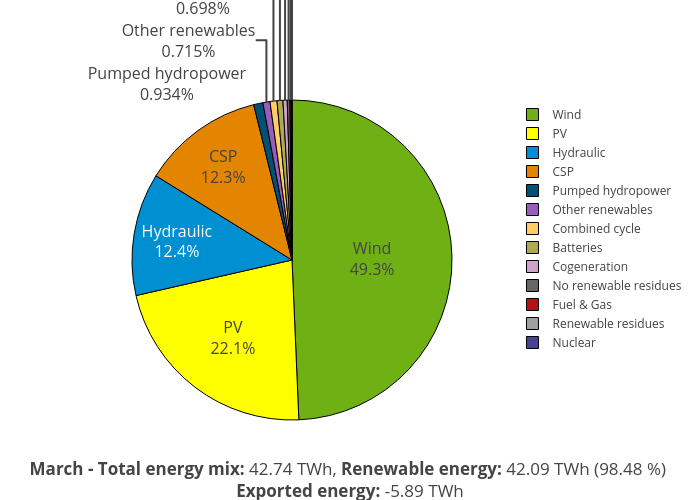 0.698%
Other renewables
0.715%
Pumped hydropower
0.934%
CSP
12.3%
Hydraulic
12.4%
Wind
49.3%
PV
22.1%
Wind
PV
Hydraulic
CSP
Pumped hydropower
Other renewables
Combined cycle
Batteries
Cogeneration
No renewable residues
Fuel & Gas
Renewable residues
Nuclear
March - Total energy mix: 42.74 TWh, Renewable energy: 42.09 TWh (98.48 %)
Exported energy: -5.89 TWh